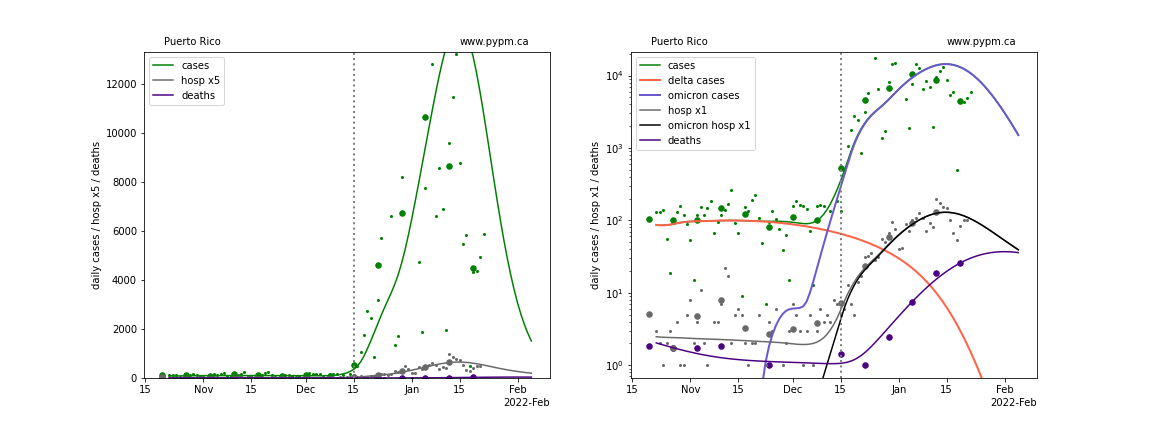 Puerto Rico www.pypm.ca
cases
hosp x5
deaths
daily cases / hosp x5 / deaths
12000
10000
8000
6000
4000
2000
0
15 Nov 15 Dec 15 Jan 15 Feb
2022-Feb
Puerto Rico www.pypm.ca
cases
delta cases
omicron cases
hosp x1
omicron hosp x1
deaths
daily cases / hosp x1 / deaths
10⁴
10³
10²
10¹
10⁰
15 Nov 15 Dec 15 Jan 15 Feb
2022-Feb